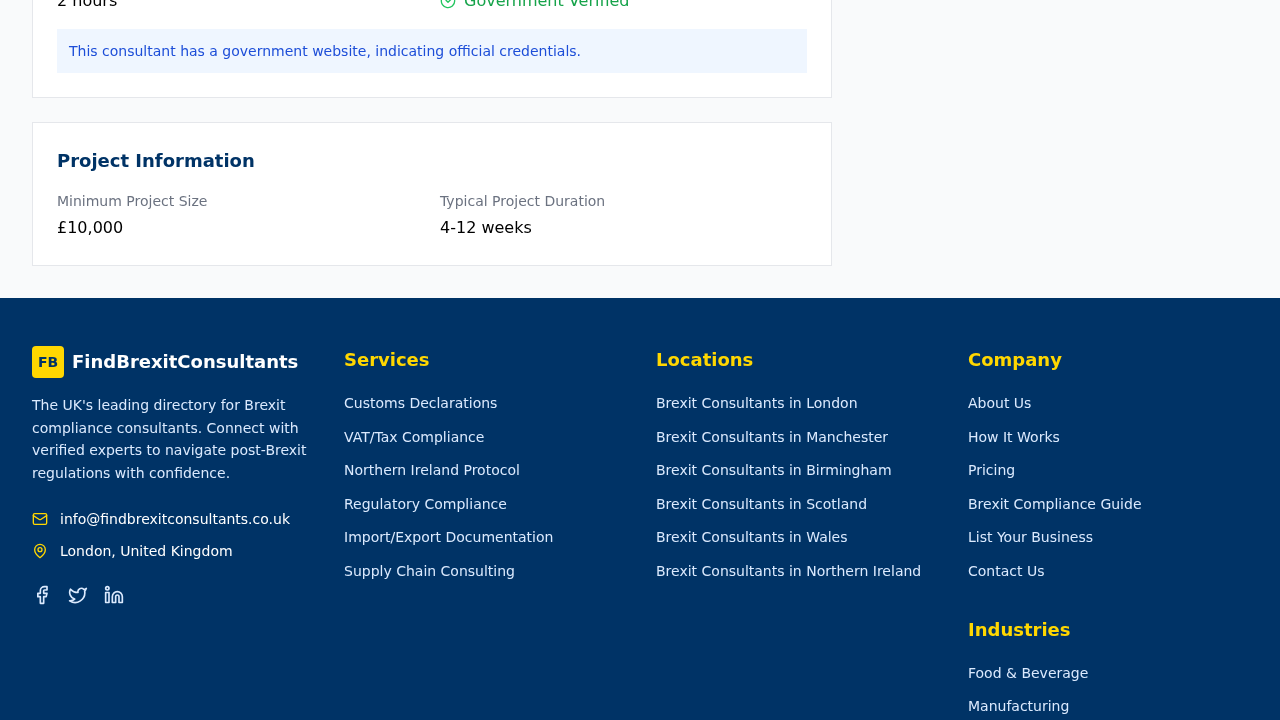 2 hours
Government Verified
This consultant has a government website, indicating official credentials.
Project Information
Minimum Project Size
Typical Project Duration
£10,000
4-12 weeks
FB FindBrexitConsultants
The UK's leading directory for Brexit
compliance consultants. Connect with
verified experts to navigate post-Brexit
regulations with confidence.
info@findbrexitconsultants.co.uk
London, United Kingdom
Services
Customs Declarations
VAT/Tax Compliance
Northern Ireland Protocol
Regulatory Compliance
Import/Export Documentation
Supply Chain Consulting
Locations
Brexit Consultants in London
Brexit Consultants in Manchester
Brexit Consultants in Birmingham
Brexit Consultants in Scotland
Brexit Consultants in Wales
Brexit Consultants in Northern Ireland
Company
About Us
How It Works
Pricing
Brexit Compliance Guide
List Your Business
Contact Us
Industries
Food & Beverage
Manufacturing